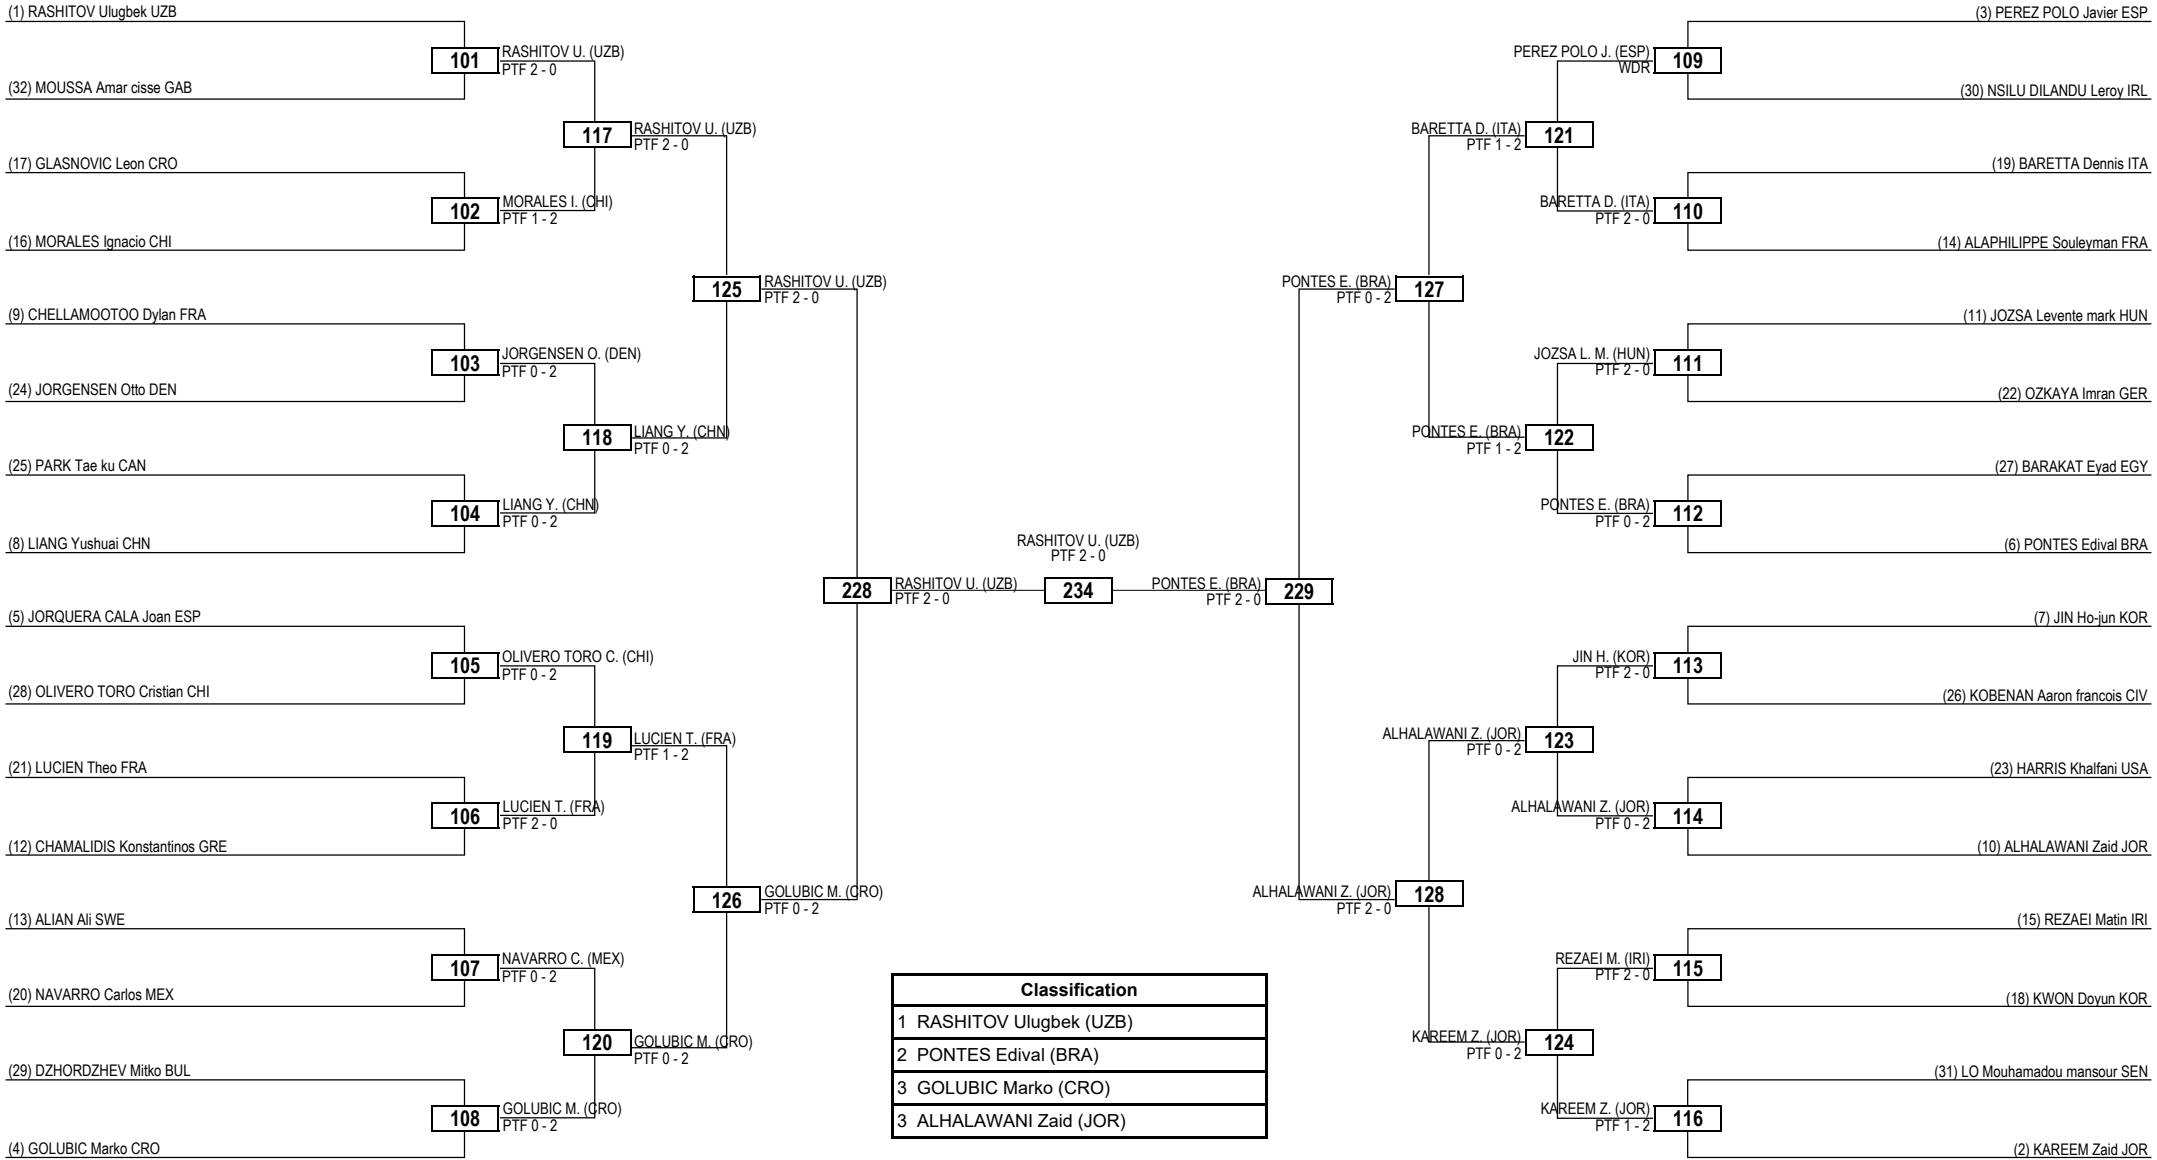 (1) RASHITOV Ulugbek UZB
(32) MOUSSA Amar cisse GAB
(17) GLASNOVIC Leon CRO
(16) MORALES Ignacio CHI
(9) CHELLAMOOTOO Dylan FRA
(24) JORGENSEN Otto DEN
(25) PARK Tae ku CAN
(8) LIANG Yushuai CHN
(5) JORQUERA CALA Joan ESP
(28) OLIVERO TORO Cristian CHI
(21) LUCIEN Theo FRA
(12) CHAMALIDIS Konstantinos GRE
(13) ALIAN Ali SWE
(20) NAVARRO Carlos MEX
(29) DZHORDZHEV Mitko BUL
(4) GOLUBIC Marko CRO
101
RASHITOV U. (UZB)
PTF 2 - 0
102
MORALES I. (CHI)
PTF 1 - 2
103
JORGENSEN O. (DEN)
PTF 0 - 2
104
LIANG Y. (CHN)
PTF 0 - 2
105
OLIVERO TORO C. (CHI)
PTF 0 - 2
106
LUCIEN T. (FRA)
PTF 2 - 0
107
NAVARRO C. (MEX)
PTF 0 - 2
108
GOLUBIC M. (CRO)
PTF 0 - 2
117
RASHITOV U. (UZB)
PTF 2 - 0
118
LIANG Y. (CHN)
PTF 0 - 2
119
LUCIEN T. (FRA)
PTF 1 - 2
120
GOLUBIC M. (CRO)
PTF 0 - 2
125
RASHITOV U. (UZB)
PTF 2 - 0
126
GOLUBIC M. (CRO)
PTF 0 - 2
228
RASHITOV U. (UZB)
PTF 2 - 0
RASHITOV U. (UZB)
PTF 2 - 0
234
PONTES E. (BRA)
PTF 2 - 0
229
PONTES E. (BRA)
PTF 0 - 2
127
ALHALAWANI Z. (JOR)
PTF 2 - 0
128
BARETTA D. (ITA)
PTF 1 - 2
121
PONTES E. (BRA)
PTF 1 - 2
122
ALHALAWANI Z. (JOR)
PTF 0 - 2
123
KAREEM Z. (JOR)
PTF 0 - 2
124
PEREZ POLO J. (ESP)
WDR
109
BARETTA D. (ITA)
PTF 2 - 0
110
JOZSA L. M. (HUN)
PTF 2 - 0
111
PONTES E. (BRA)
PTF 0 - 2
112
JIN H. (KOR)
PTF 2 - 0
113
ALHALAWANI Z. (JOR)
PTF 0 - 2
114
REZAEI M. (IRI)
PTF 2 - 0
115
KAREEM Z. (JOR)
PTF 1 - 2
116
(3) PEREZ POLO Javier ESP
(30) NSILU DILANDU Leroy IRL
(19) BARETTA Dennis ITA
(14) ALAPHILIPPE Souleyman FRA
(11) JOZSA Levente mark HUN
(22) OZKAYA Imran GER
(27) BARAKAT Eyad EGY
(6) PONTES Edival BRA
(7) JIN Ho-jun KOR
(26) KOBENAN Aaron francois CIV
(23) HARRIS Khalfani USA
(10) ALHALAWANI Zaid JOR
(15) REZAEI Matin IRI
(18) KWON Doyun KOR
(31) LO Mouhamadou mansour SEN
(2) KAREEM Zaid JOR
Classification
1 RASHITOV Ulugbek (UZB)
2 PONTES Edival (BRA)
3 GOLUBIC Marko (CRO)
3 ALHALAWANI Zaid (JOR)